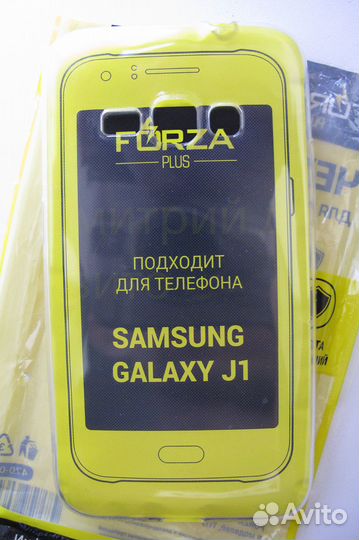 FORZA
PLUS
ПОДХОДИТ
ДЛЯ ТЕЛЕФОНА
SAMSUNG
GALAXY J1
Avito